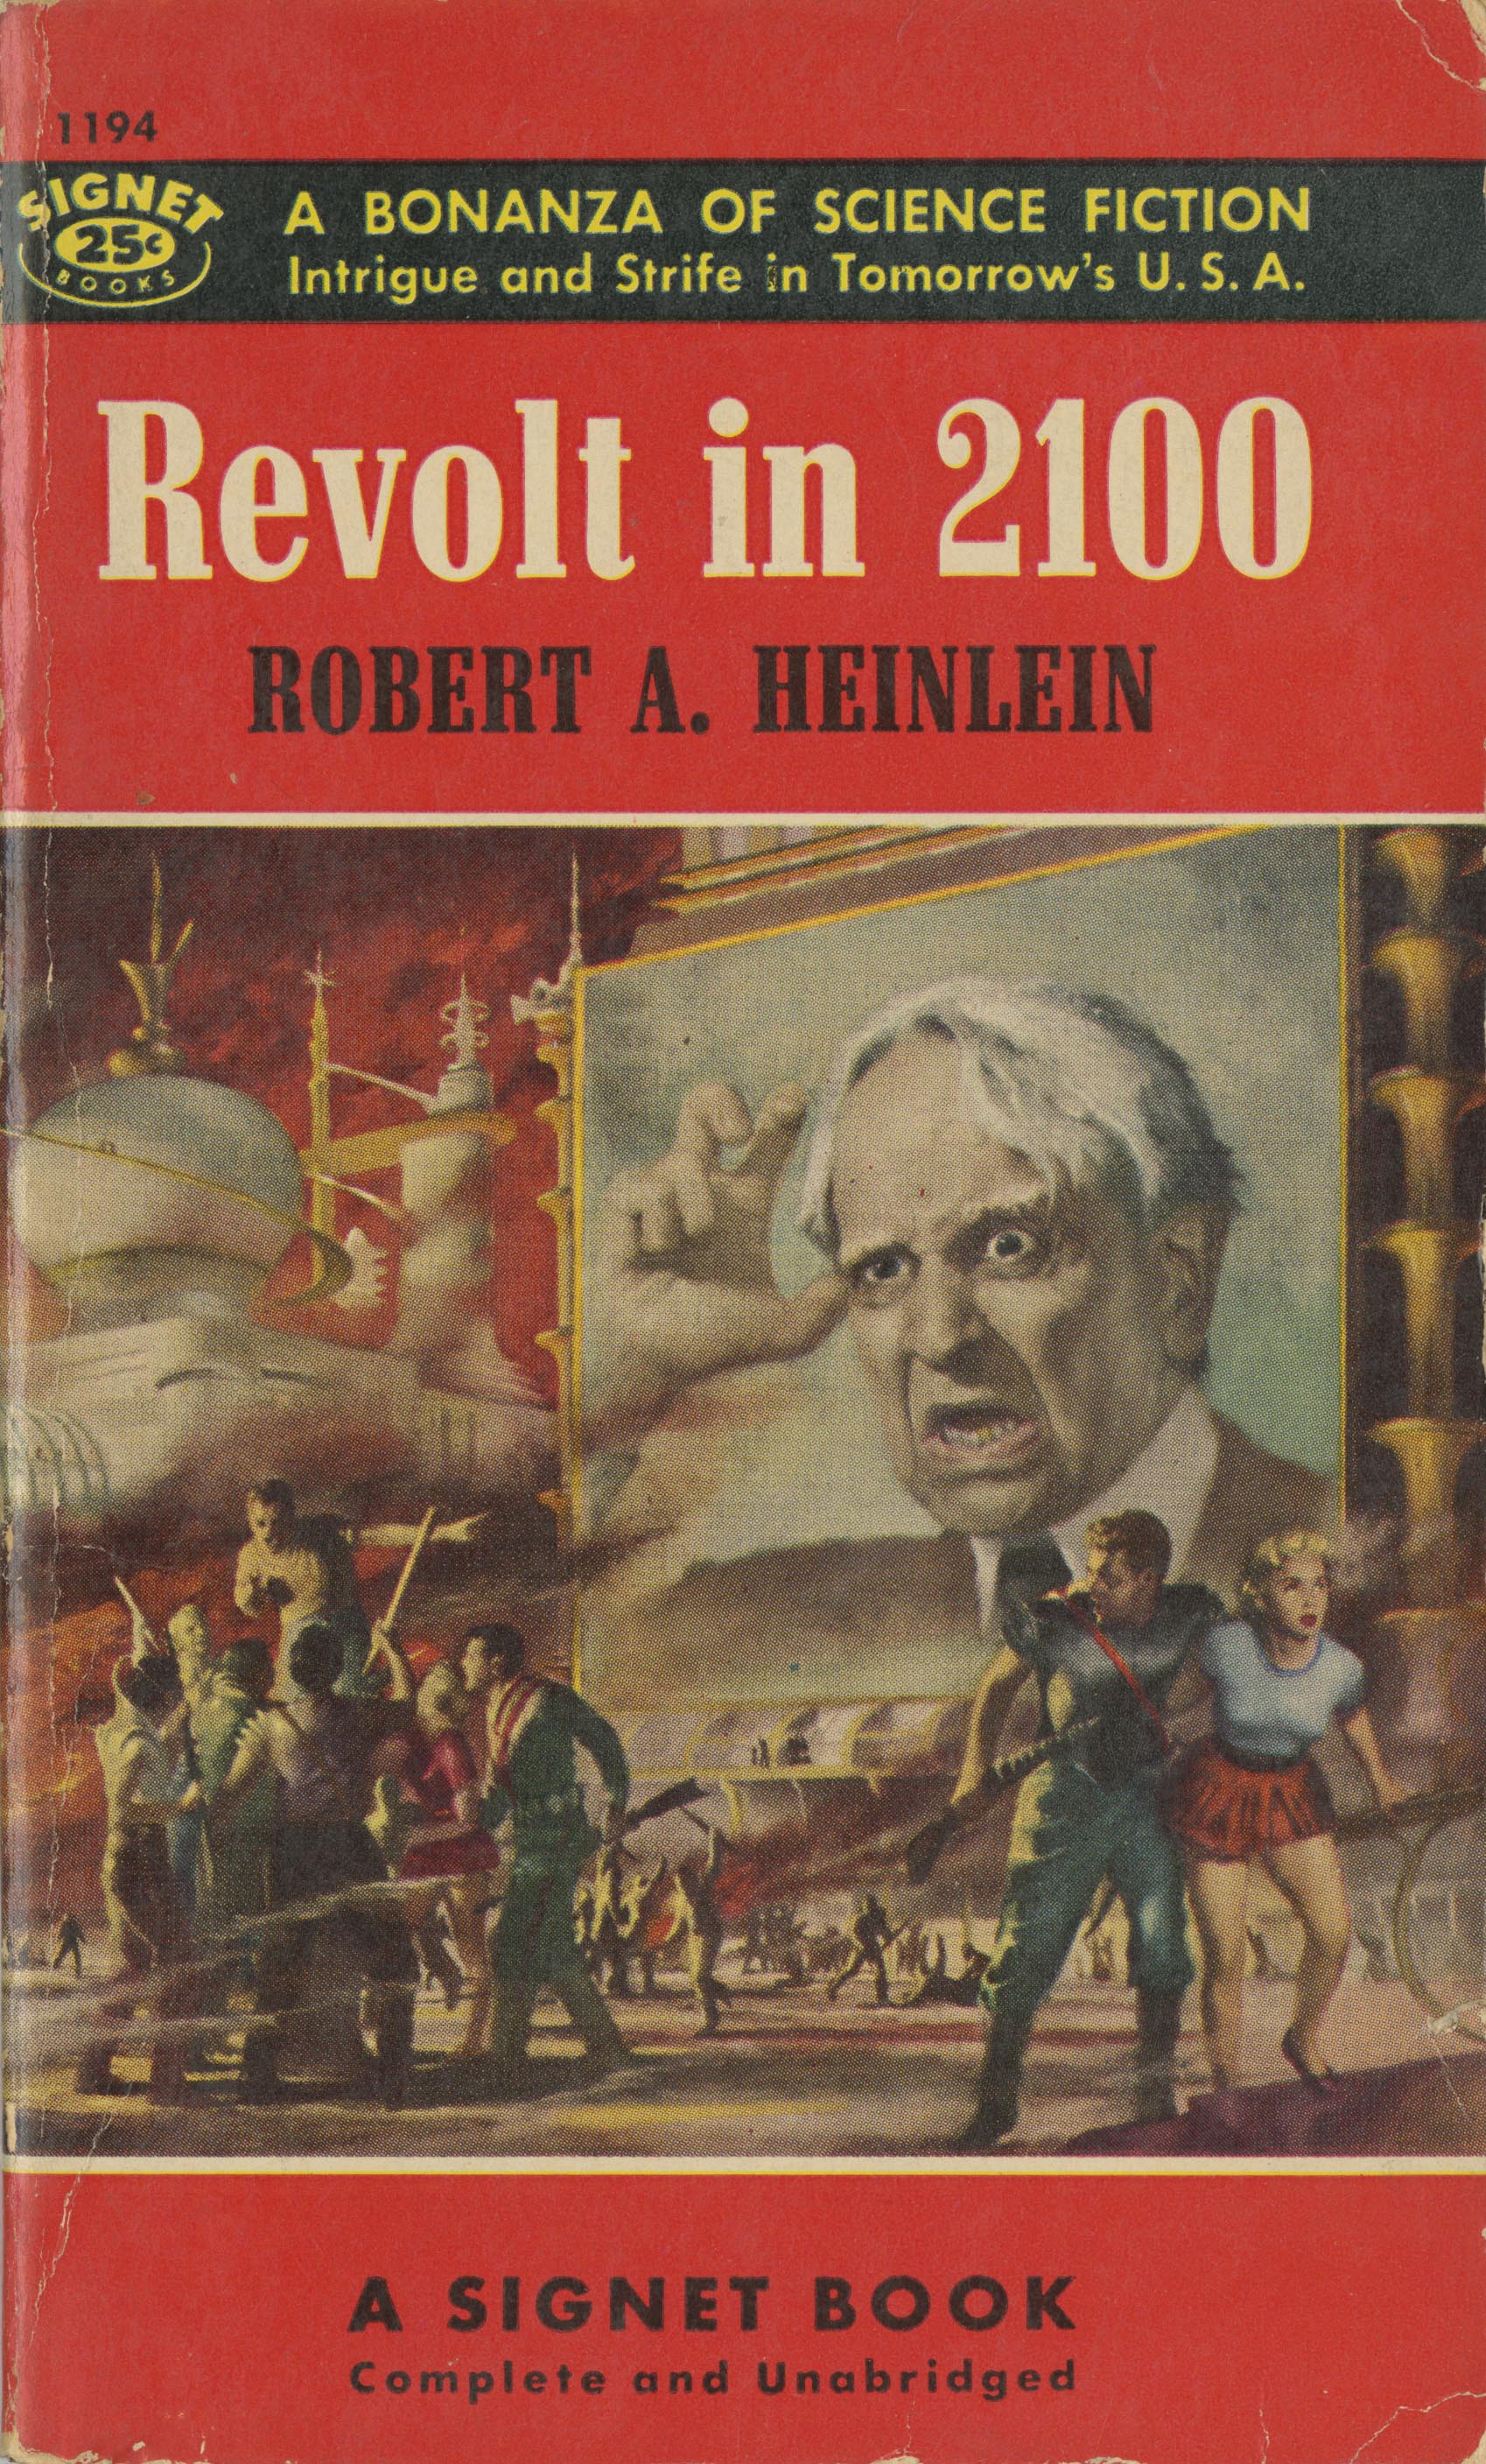 1194
SIGNET
25¢
BOOKS
A BONANZA OF SCIENCE FICTION
Intrigue and Strife in Tomorrow's U. S. A.
Revolt in 2100
ROBERT A. HEINLEIN
A SIGNET BOOK
Complete and Unabridged